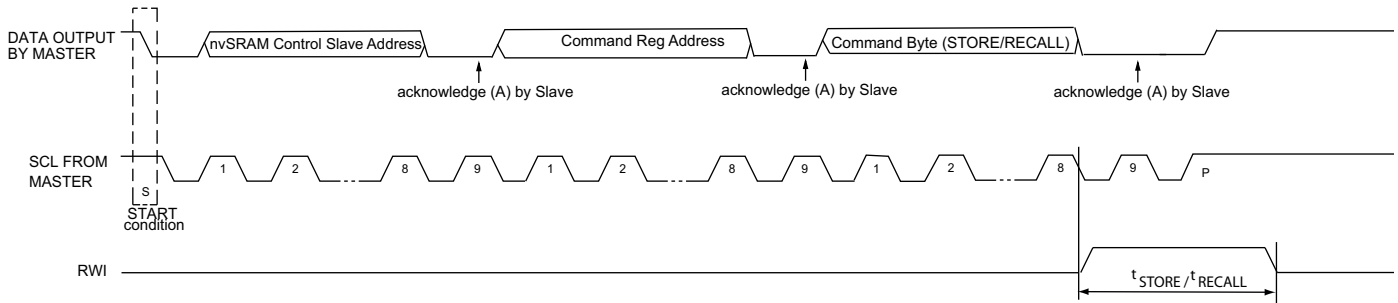 DATA OUTPUT
BY MASTER
nvSRAM Control Slave Address
Command Reg Address
Command Byte (STORE/RECALL)
acknowledge (A) by Slave
acknowledge (A) by Slave
acknowledge (A) by Slave
SCL FROM
MASTER
1 2 8 9 1 2 8 9 1 2 8 9 P
S
START
condition
RWI
tSTORE/tRECALL